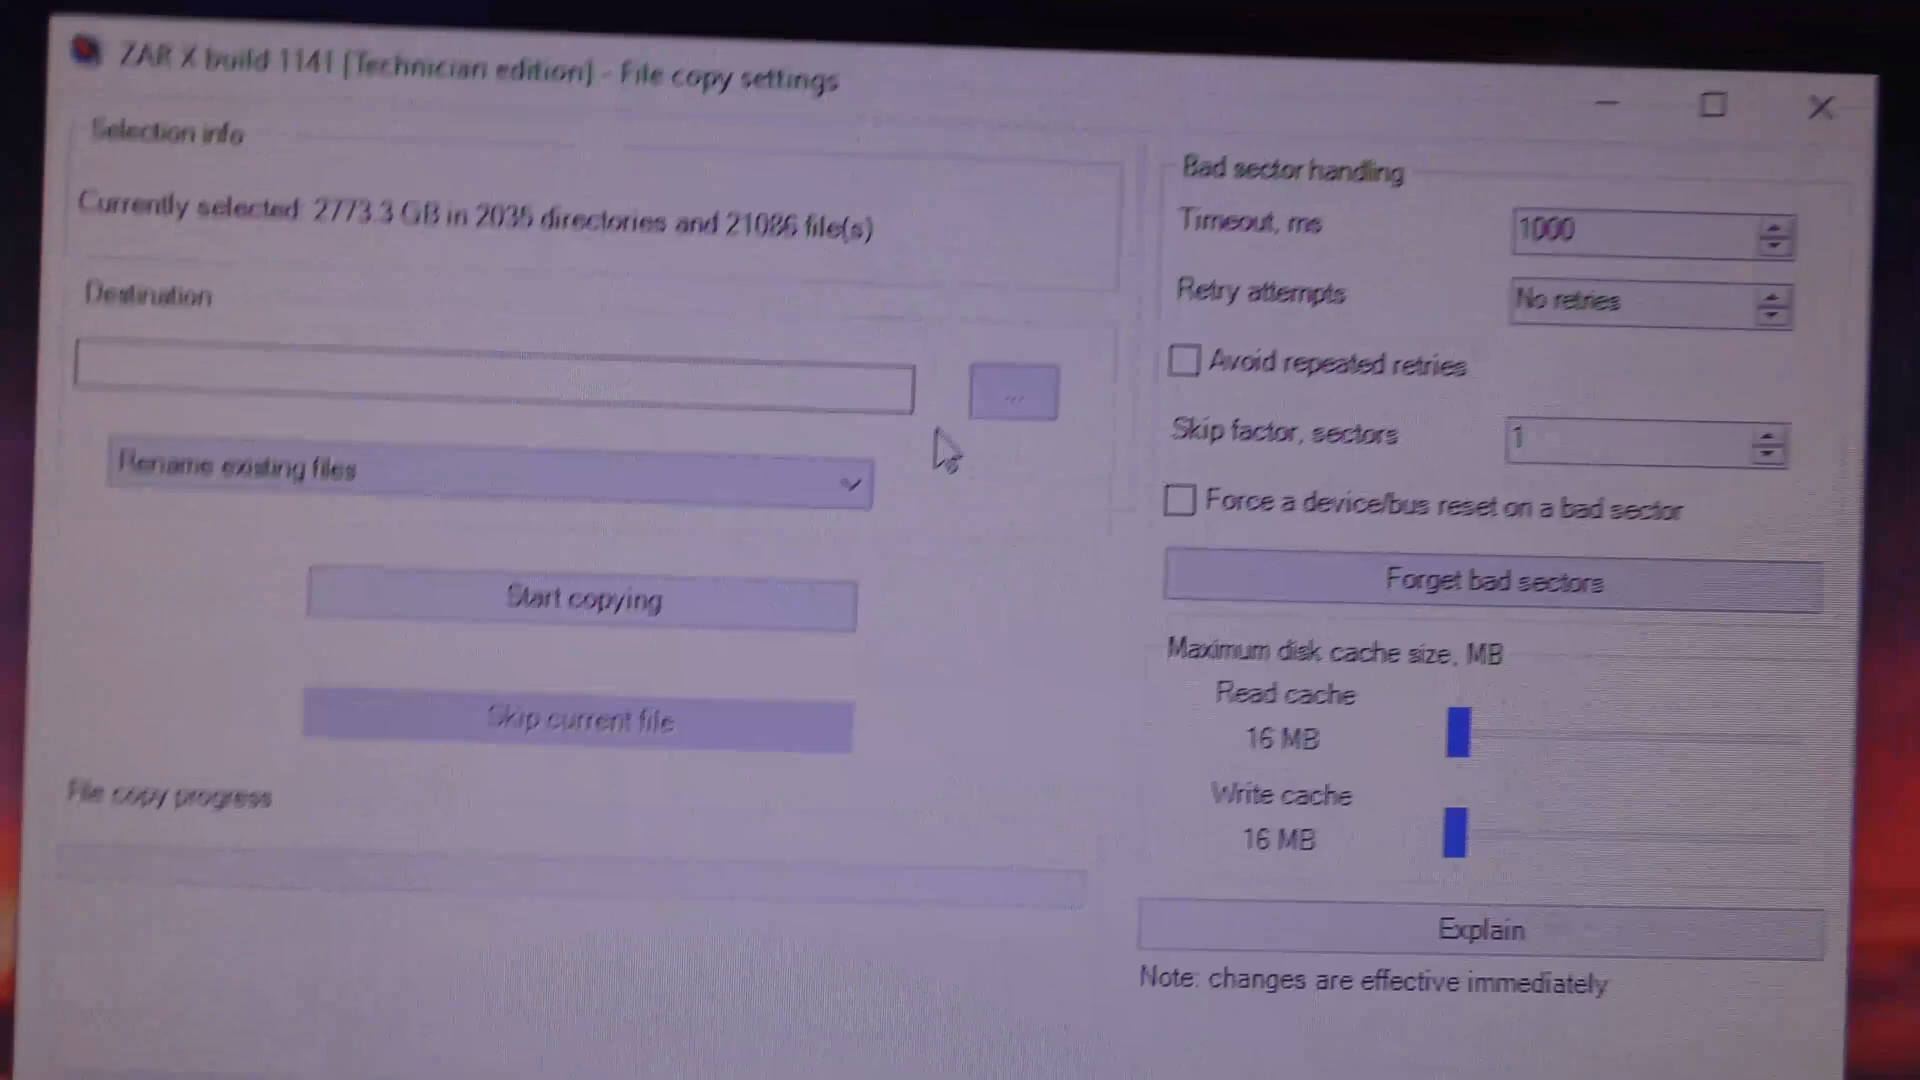 ZAR X build 1141 [Technician edition] - File copy settings
Selection info
Currently selected: 2773.3 GB in 2035 directories and 21086 file(s)
Destination
...
Rename existing files
Start copying
Skip current file
File copy progress
Bad sector handling
Timeout, ms
1000
Retry attempts
No retries
Avoid repeated retries
Skip factor, sectors
1
Force a device/bus reset on a bad sector
Forget bad sectors
Maximum disk cache size, MB
Read cache
16 MB
Write cache
16 MB
Explain
Note: changes are effective immediately